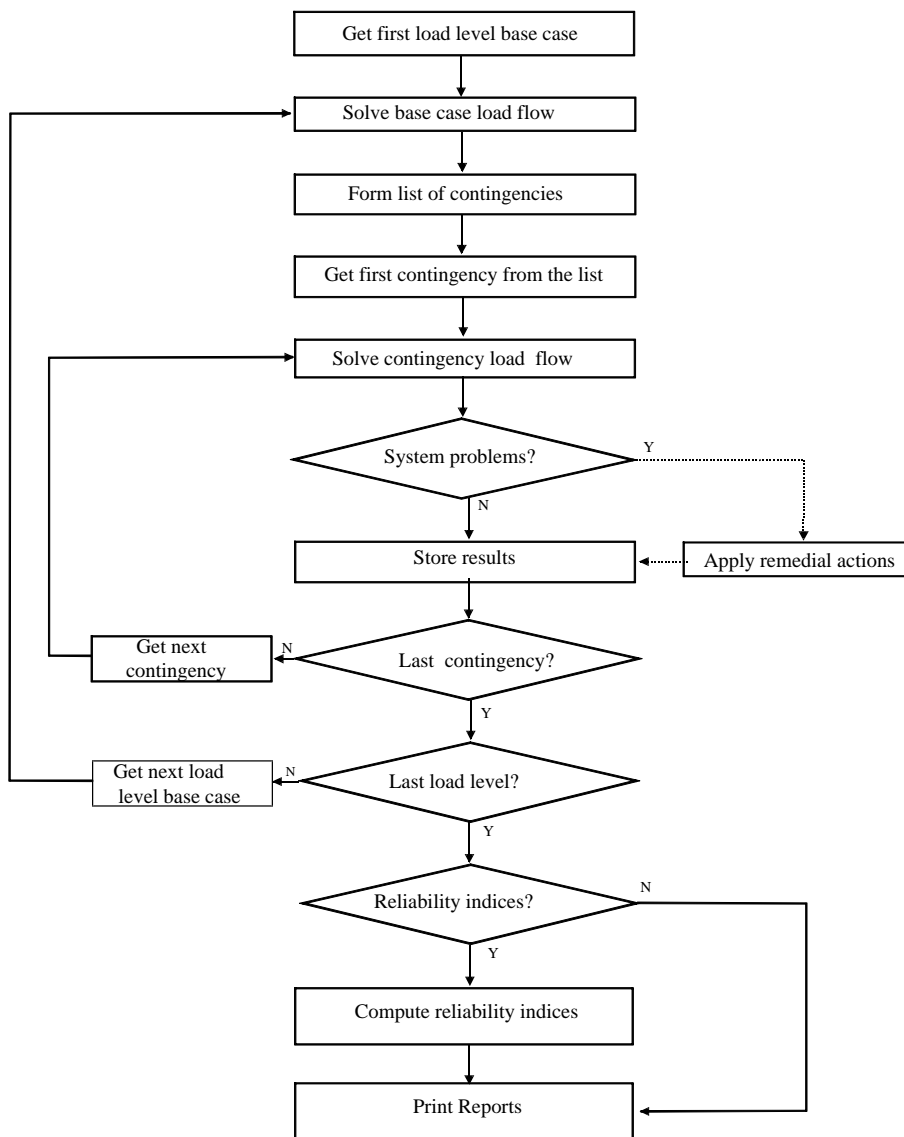 Get first load level base case
Solve base case load flow
Form list of contingencies
Get first contingency from the list
Solve contingency load flow
System problems?
Y
N
Store results
Apply remedial actions
Get next
contingency
N
Last contingency?
Y
Get next load
level base case
N
Last load level?
Y
Reliability indices?
N
Y
Compute reliability indices
Print Reports